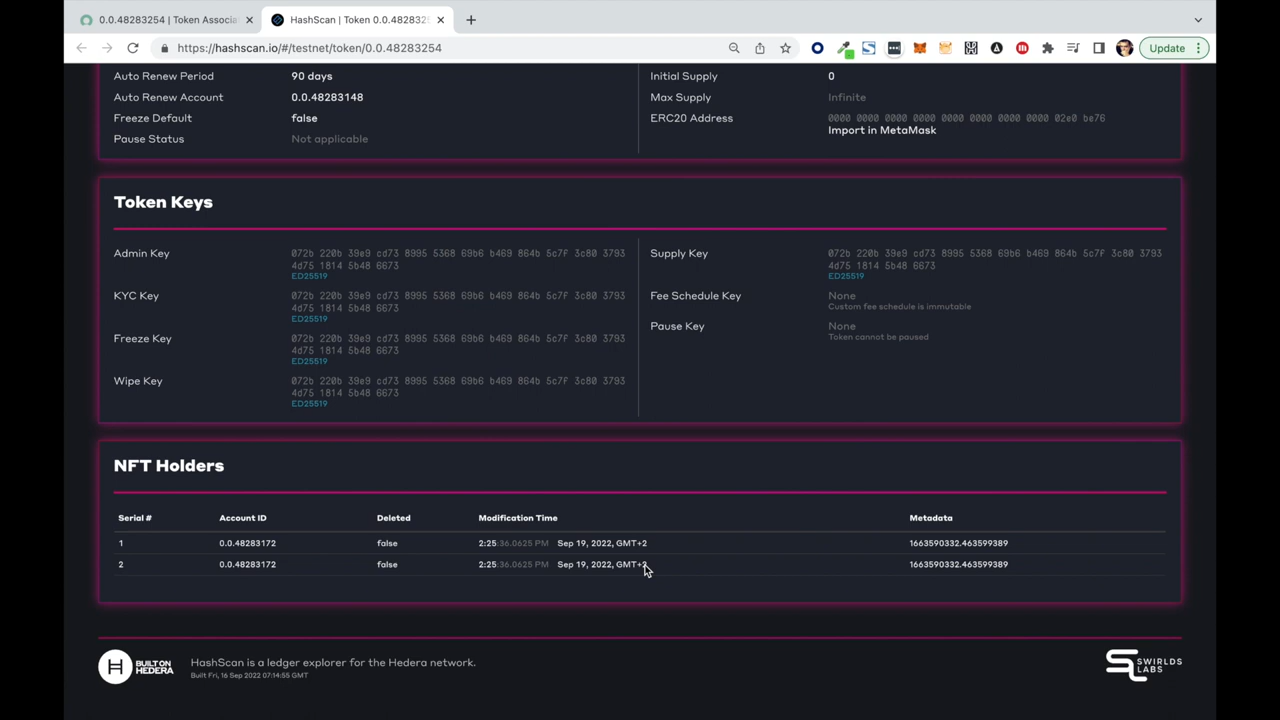 0.0.48283254 | Token Associa
HashScan | Token 0.0.4828325
https://hashscan.io/#/testnet/token/0.0.48283254
Update
Auto Renew Period 90 days
Auto Renew Account 0.0.48283148
Freeze Default false
Pause Status Not applicable
Initial Supply 0
Max Supply Infinite
ERC20 Address 0000 0000 0000 0000 0000 0000 0000 0000 02e0 be76
Import in MetaMask
Token Keys
Admin Key 072b 220b 39e9 cd73 8995 5368 69b6 b469 864b 5c7f 3c80 3793
4d75 1814 5b48 6673
ED25519
KYC Key 072b 220b 39e9 cd73 8995 5368 69b6 b469 864b 5c7f 3c80 3793
4d75 1814 5b48 6673
ED25519
Freeze Key 072b 220b 39e9 cd73 8995 5368 69b6 b469 864b 5c7f 3c80 3793
4d75 1814 5b48 6673
ED25519
Wipe Key 072b 220b 39e9 cd73 8995 5368 69b6 b469 864b 5c7f 3c80 3793
4d75 1814 5b48 6673
ED25519
Supply Key 072b 220b 39e9 cd73 8995 5368 69b6 b469 864b 5c7f 3c80 3793
4d75 1814 5b48 6673
ED25519
Fee Schedule Key None
Custom fee schedule is immutable
Pause Key None
Token cannot be paused
NFT Holders
Serial # Account ID Deleted Modification Time Metadata
1 0.0.48283172 false 2:25:36.0625 PM Sep 19, 2022, GMT+2 1663590332.463599389
2 0.0.48283172 false 2:25:36.0625 PM Sep 19, 2022, GMT+2 1663590332.463599389
H BUILT ON
HEDERA
HashScan is a ledger explorer for the Hedera network.
Built Fri, 16 Sep 2022 07:14:55 GMT
SWIRLDS
LABS